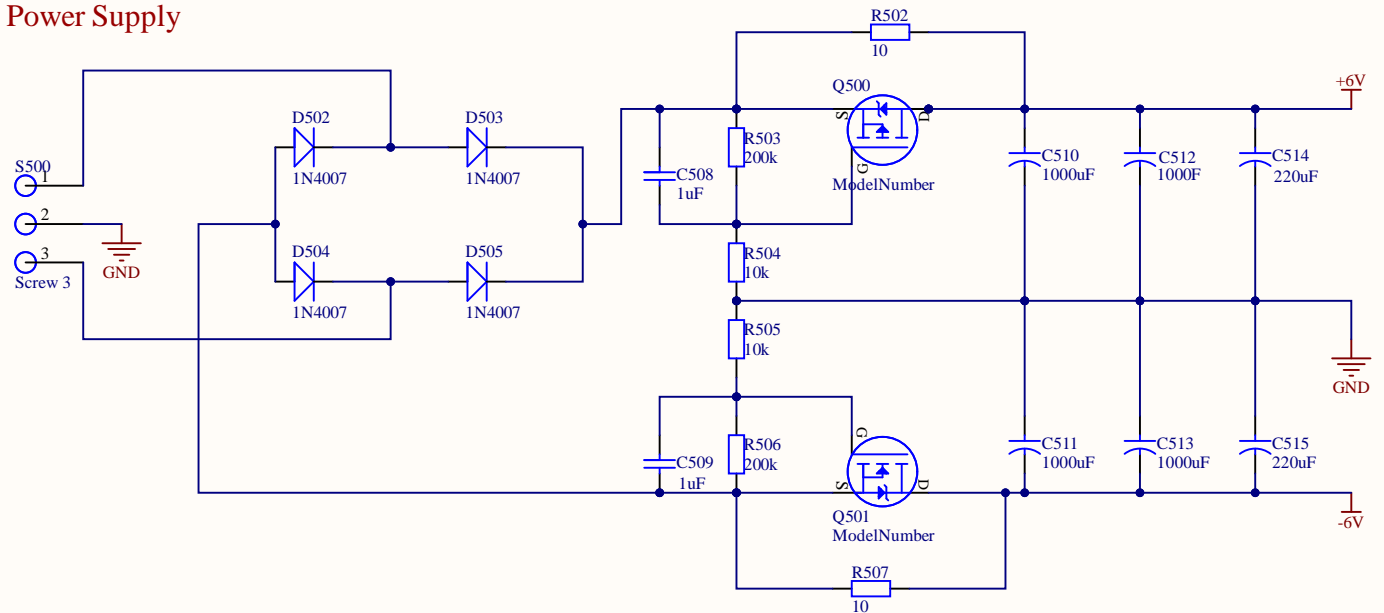 Power Supply
R502
10
Q500
+6V
D502
D503
S
D
R503
200k
C510
1000uF
C512
1000F
C514
220uF
S500
1
1N4007
1N4007
C508
1uF
G
ModelNumber
2
D504
D505
R504
10k
3
GND
Screw 3
1N4007
1N4007
R505
10k
GND
G
R506
200k
C511
1000uF
C513
1000uF
C515
220uF
C509
1uF
S
D
Q501
ModelNumber
-6V
R507
10